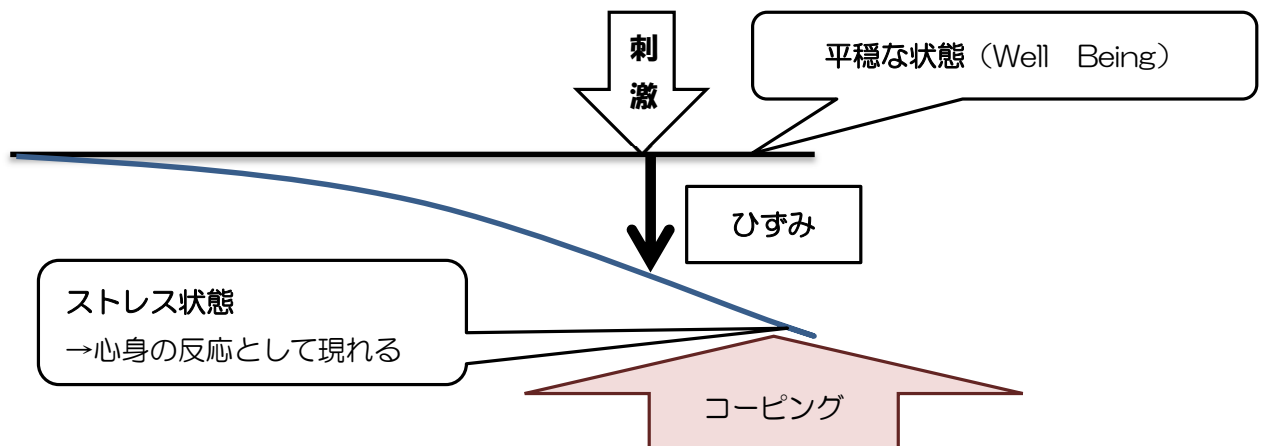 刺
激
平穏な状態（Well　Being）
ひずみ
ストレス状態
→心身の反応として現れる
コーピング